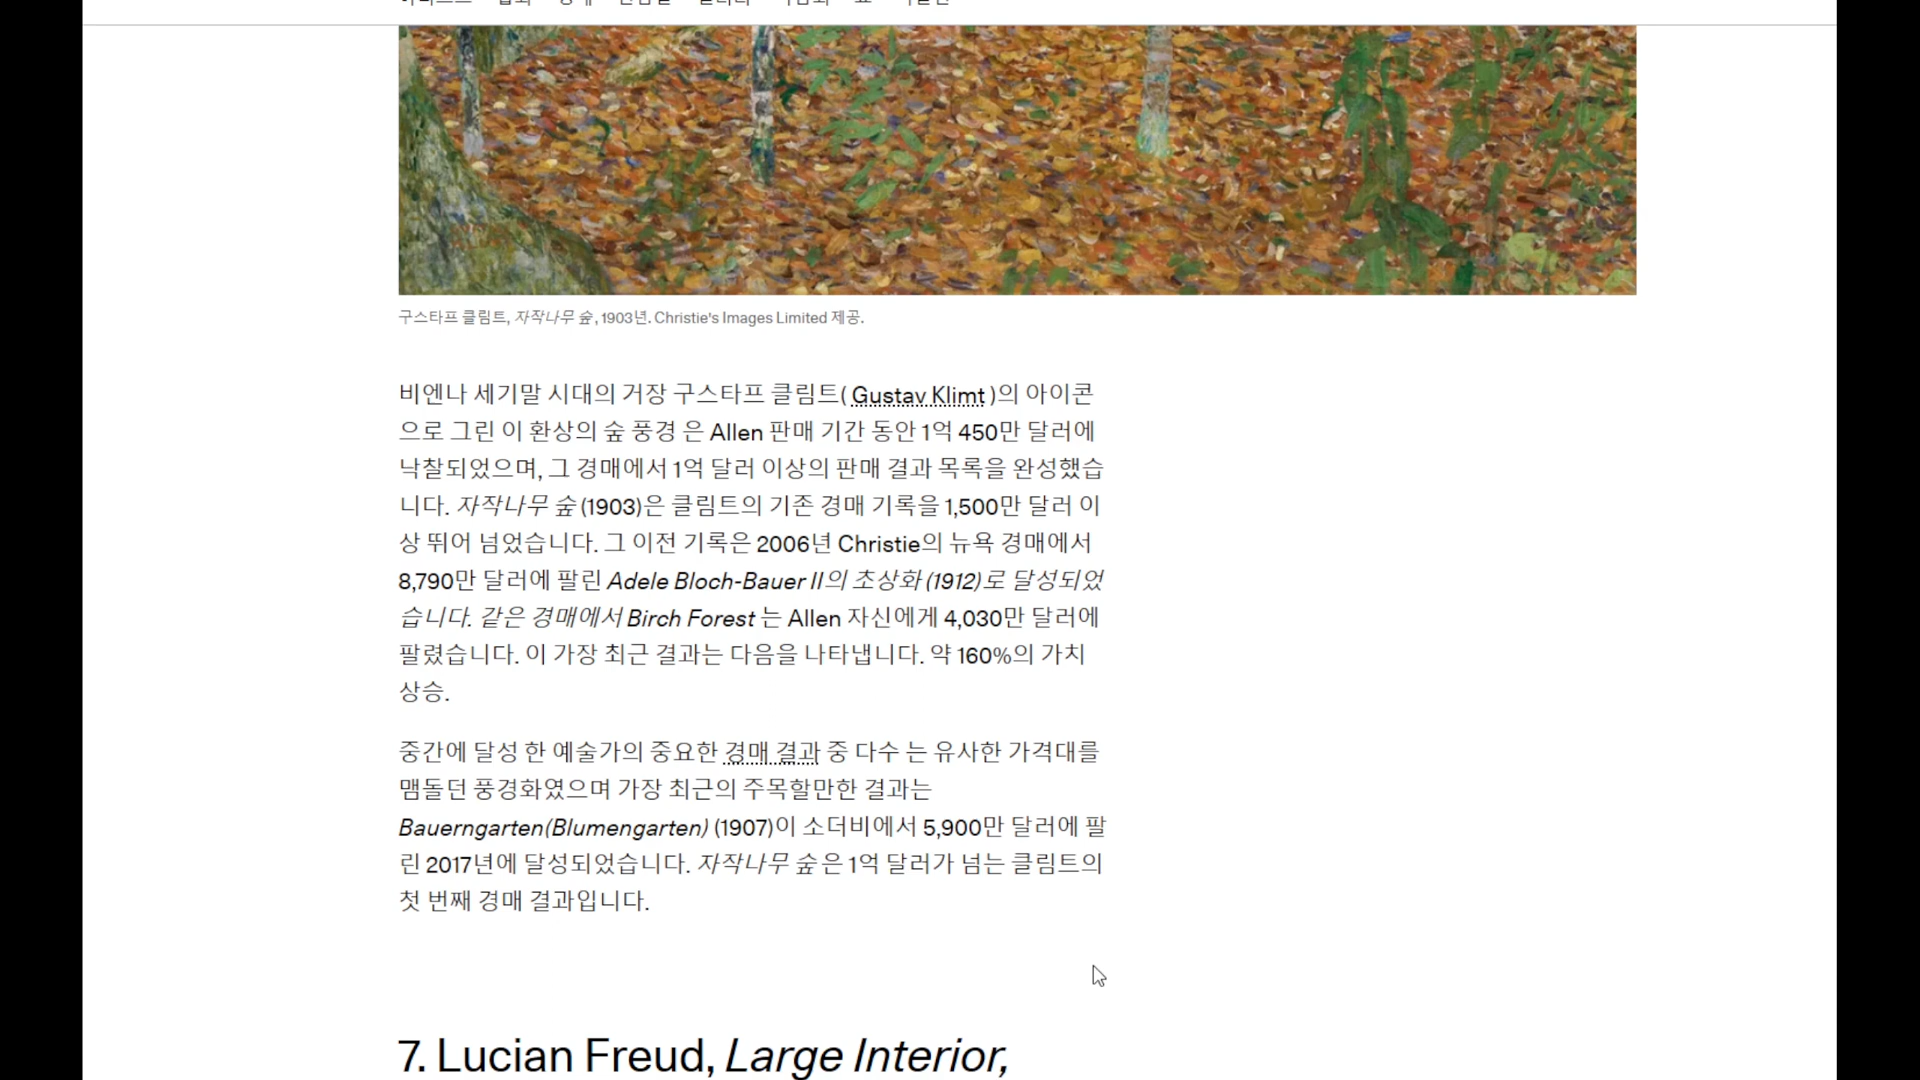 구스타프 클림트, 자작나무 숲, 1903년. Christie's Images Limited 제공.
비엔나 세기말 시대의 거장 구스타프 클림트( Gustav Klimt )의 아이콘
으로 그린 이 환상의 숲 풍경 은 Allen 판매 기간 동안 1억 450만 달러에
낙찰되었으며, 그 경매에서 1억 달러 이상의 판매 결과 목록을 완성했습
니다. 자작나무 숲 (1903)은 클림트의 기존 경매 기록을 1,500만 달러 이
상 뛰어 넘었습니다. 그 이전 기록은 2006년 Christie의 뉴욕 경매에서
8,790만 달러에 팔린 Adele Bloch-Bauer II의 초상화 (1912)로 달성되었
습니다. 같은 경매에서 Birch Forest 는 Allen 자신에게 4,030만 달러에
팔렸습니다. 이 가장 최근 결과는 다음을 나타냅니다. 약 160%의 가치
상승.
중간에 달성 한 예술가의 중요한 경매 결과 중 다수 는 유사한 가격대를
맴돌던 풍경화였으며 가장 최근의 주목할만한 결과는
Bauerngarten(Blumengarten) (1907)이 소더비에서 5,900만 달러에 팔
린 2017년에 달성되었습니다. 자작나무 숲 은 1억 달러가 넘는 클림트의
첫 번째 경매 결과입니다.
7. Lucian Freud, Large Interior,